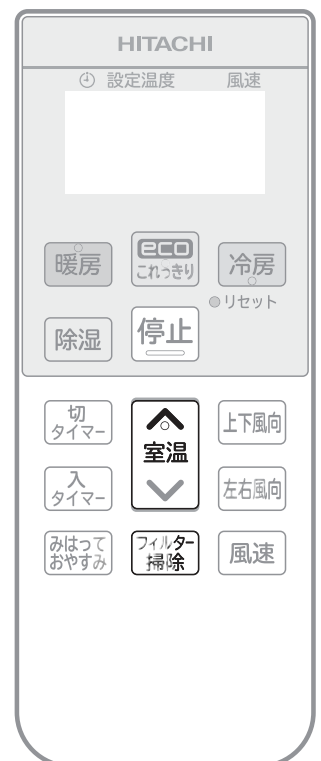 HITACHI
設定温度 風速
暖房
eco
これっきり
冷房
リセット
除湿
停止
切
タイマー
室温
上下風向
入
タイマー
左右風向
みはって
おやすみ
フィルター
掃除
風速